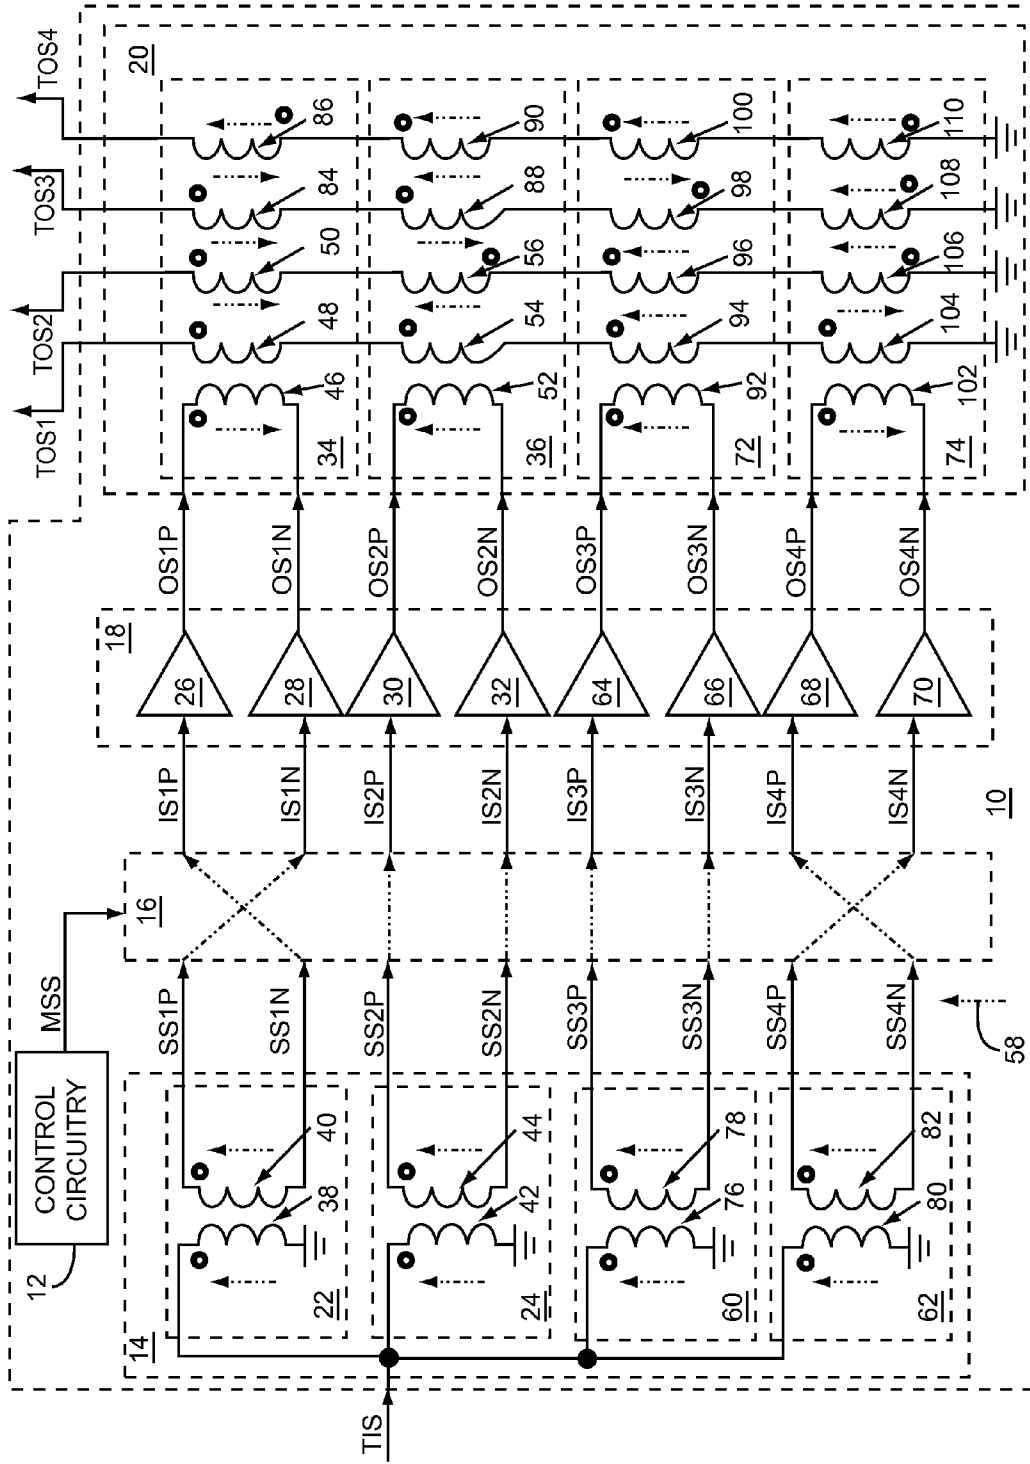 TOS1
TOS2
TOS3
TOS4
20
46
48
50
84
86
34
52
54
56
88
90
36
92
94
96
98
100
72
102
104
106
108
110
74
OS1P
OS1N
OS2P
OS2N
OS3P
OS3N
OS4P
OS4N
18
26
28
30
32
64
66
68
70
IS1P
IS1N
IS2P
IS2N
IS3P
IS3N
IS4P
IS4N
10
MSS
16
SS1P
SS1N
SS2P
SS2N
SS3P
SS3N
SS4P
SS4N
58
CONTROL
CIRCUITRY
12
14
40
38
22
44
42
24
78
76
60
82
80
62
TIS